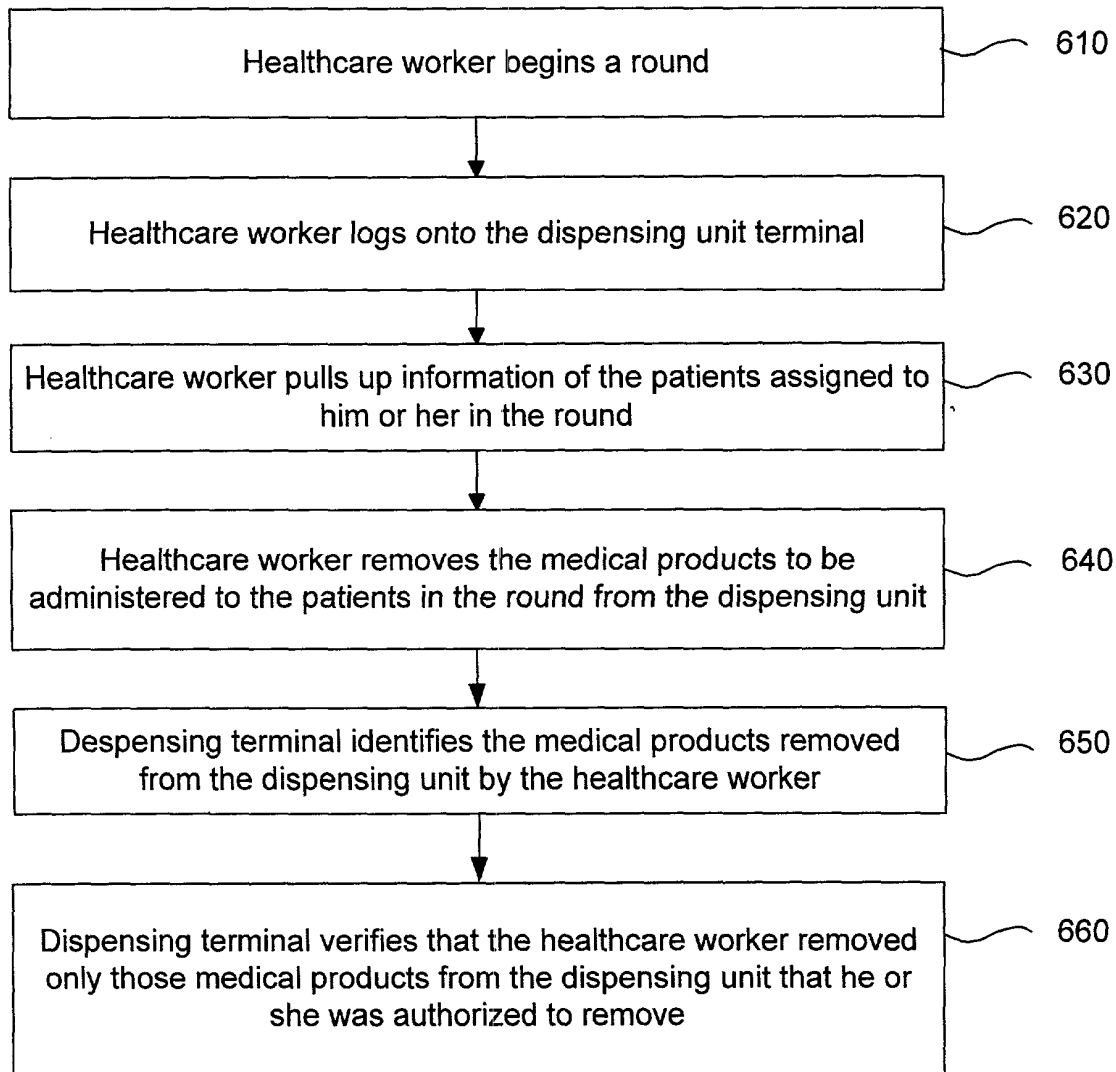 Healthcare worker begins a round
610
Healthcare worker logs onto the dispensing unit terminal
620
Healthcare worker pulls up information of the patients assigned to
him or her in the round
630
Healthcare worker removes the medical products to be
administered to the patients in the round from the dispensing unit
640
Despensing terminal identifies the medical products removed
from the dispensing unit by the healthcare worker
650
Dispensing terminal verifies that the healthcare worker removed
only those medical products from the dispensing unit that he or
she was authorized to remove
660